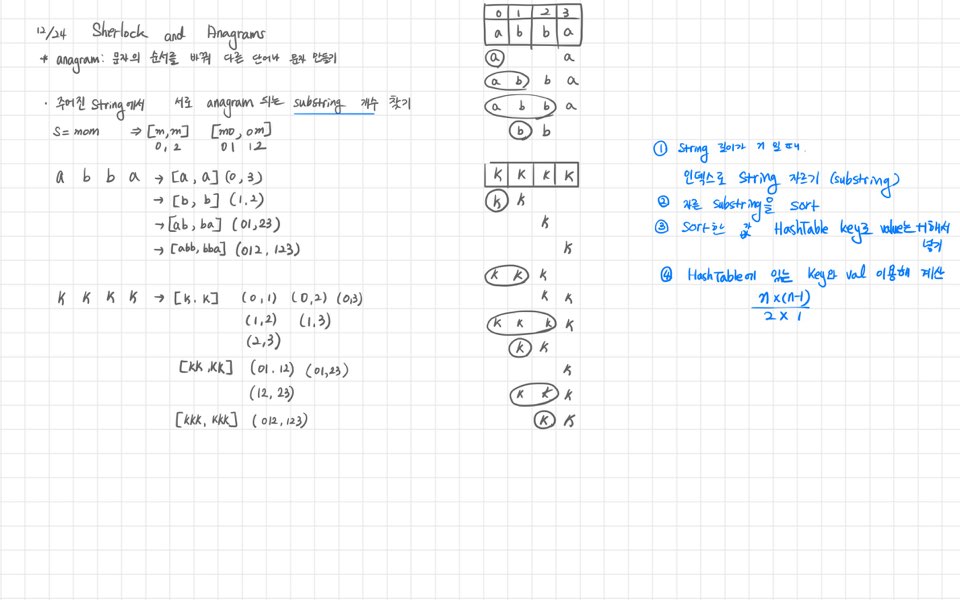 12/24 Sherlock and Anagrams
* anagram: 문자의 순서를 바꿔 다른 단어나 문장 만들기
· 주어진 String에서 서로 anagram 되는 substring 개수 찾기
S = mom ⇒ [m,m] [mo, om]
0, 2 01 12
a b b a → [a, a] (0, 3)
→ [b, b] (1, 2)
→ [ab, ba] (01, 23)
→ [abb, bba] (012, 123)
K K K K → [K, K] (0, 1) (0, 2) (0,3)
(1, 2) (1, 3)
(2, 3)
[KK, KK] (01. 12) (01, 23)
(12, 23)
[KKK, KKK] (012, 123)
0 1 2 3
a b b a
a a
a b b a
a b b a
b b
K K K K
K K
K
K
K K K
K K
K K K K
K K
K
K K K
K K
① String 길이가 커 일 때.
인덱스로 String 자르기 (substring)
② 자른 substring을 sort
③ Sort한 값 HashTable key로 value는 +1해서
넣기
④ HashTable에 있는 Key와 val 이용해 계산
n × (n-1)
2 × 1